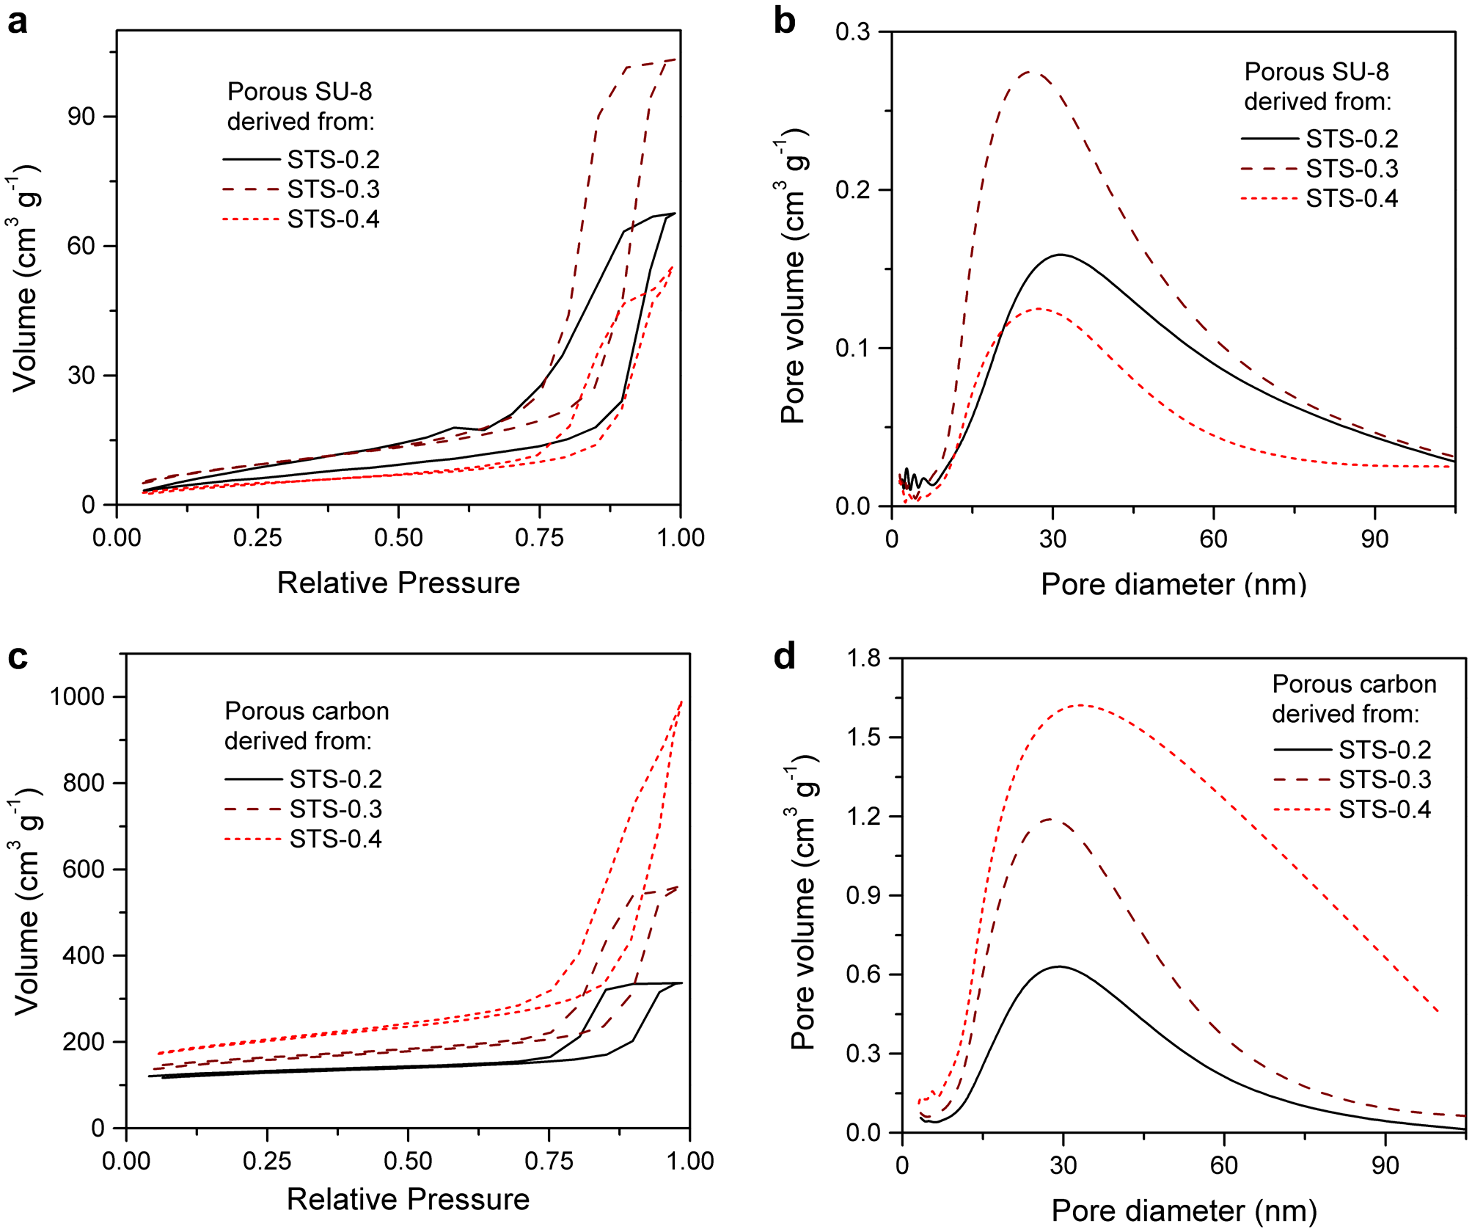 a
Volume (cm3 g-1)
90
60
30
0
0.00 0.25 0.50 0.75 1.00
Relative Pressure
Porous SU-8
derived from:
STS-0.2
STS-0.3
STS-0.4
b
Pore volume (cm3 g-1)
0.3
0.2
0.1
0.0
0 30 60 90
Pore diameter (nm)
Porous SU-8
derived from:
STS-0.2
STS-0.3
STS-0.4
c
Volume (cm3 g-1)
1000
800
600
400
200
0
0.00 0.25 0.50 0.75 1.00
Relative Pressure
Porous carbon
derived from:
STS-0.2
STS-0.3
STS-0.4
d
Pore volume (cm3 g-1)
1.8
1.5
1.2
0.9
0.6
0.3
0.0
0 30 60 90
Pore diameter (nm)
Porous carbon
derived from:
STS-0.2
STS-0.3
STS-0.4